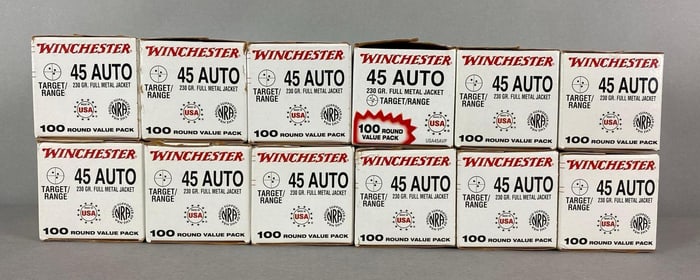 WINCHESTER
45 AUTO
230 GR. FULL METAL JACKET
TARGET/
RANGE
USA
NRA
100 ROUND VALUE PACK
WINCHESTER
45 AUTO
230 GR. FULL METAL JACKET
TARGET/
RANGE
USA
NRA
100 ROUND VALUE PACK
WINCHESTER
45 AUTO
230 GR. FULL METAL JACKET
TARGET/
RANGE
USA
NRA
100 ROUND VALUE PACK
WINCHESTER
45 AUTO
230 GR. FULL METAL JACKET
TARGET/RANGE
USA
100 ROUND
VALUE PACK
USA45AVP
WINCHESTER
45 AUTO
230 GR. FULL METAL JACKET
TARGET/
RANGE
USA
NRA
100 ROUND VALUE PACK
WINCHESTER
45 AUTO
230 GR. FULL METAL JACKET
TARGET/
RANGE
USA
NRA
100 ROUND VALUE PACK
WINCHESTER
45 AUTO
230 GR. FULL METAL JACKET
TARGET/
RANGE
USA
NRA
100 ROUND VALUE PACK
WINCHESTER
45 AUTO
230 GR. FULL METAL JACKET
TARGET/
RANGE
USA
NRA
100 ROUND VALUE PACK
WINCHESTER
45 AUTO
230 GR. FULL METAL JACKET
TARGET/
RANGE
USA
NRA
100 ROUND VALUE PACK
WINCHESTER
45 AUTO
230 GR. FULL METAL JACKET
TARGET/
RANGE
USA
NRA
100 ROUND VALUE PACK
WINCHESTER
45 AUTO
230 GR. FULL METAL JACKET
TARGET/
RANGE
USA
NRA
100 ROUND VALUE PACK
WINCHESTER
45 AUTO
230 GR. FULL METAL JACKET
TARGET/
RANGE
USA
NRA
100 ROUND VALUE PACK